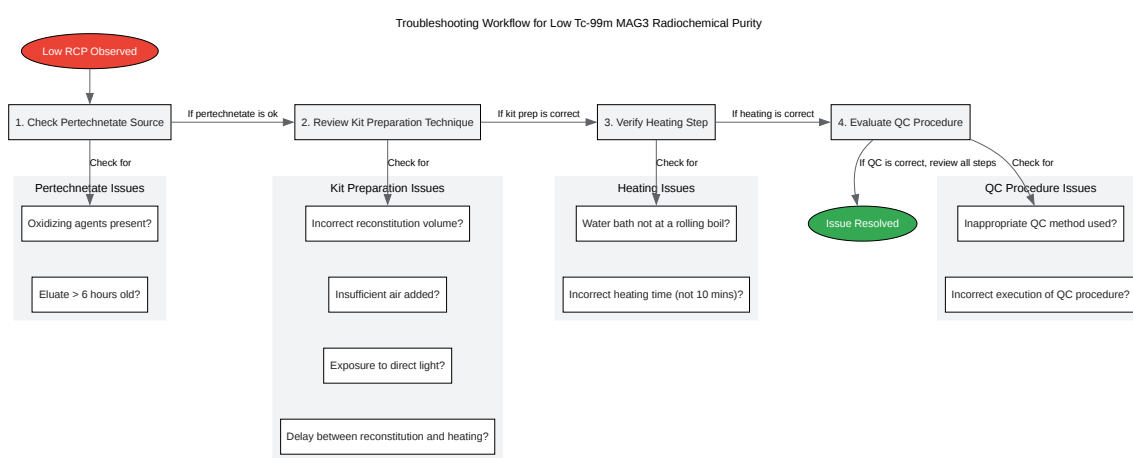 Troubleshooting Workflow for Low Tc-99m MAG3 Radiochemical Purity
Low RCP Observed
1. Check Pertechnetate Source
If pertechnetate is ok
2. Review Kit Preparation Technique
If kit prep is correct
3. Verify Heating Step
If heating is correct
4. Evaluate QC Procedure
Check for
Check for
Check for
If QC is correct, review all steps
Check for
Pertechnetate Issues
Kit Preparation Issues
Heating Issues
QC Procedure Issues
Oxidizing agents present?
Incorrect reconstitution volume?
Water bath not at a rolling boil?
Issue Resolved
Inappropriate QC method used?
Eluate > 6 hours old?
Insufficient air added?
Incorrect heating time (not 10 mins)?
Incorrect execution of QC procedure?
Exposure to direct light?
Delay between reconstitution and heating?